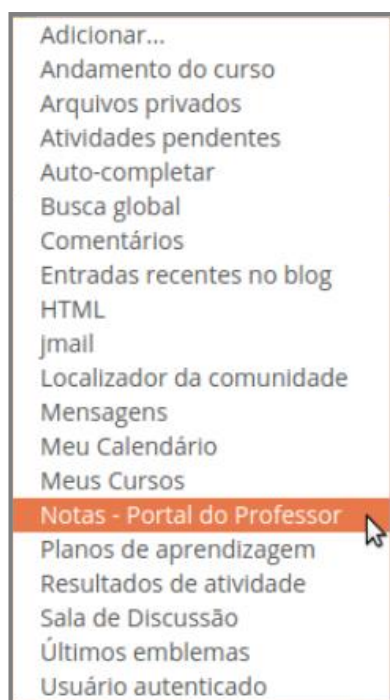 Adicionar...
Andamento do curso
Arquivos privados
Atividades pendentes
Auto-completar
Busca global
Comentários
Entradas recentes no blog
HTML
jmail
Localizador da comunidade
Mensagens
Meu Calendário
Meus Cursos
Notas - Portal do Professor
Planos de aprendizagem
Resultados de atividade
Sala de Discussão
Últimos emblemas
Usuário autenticado